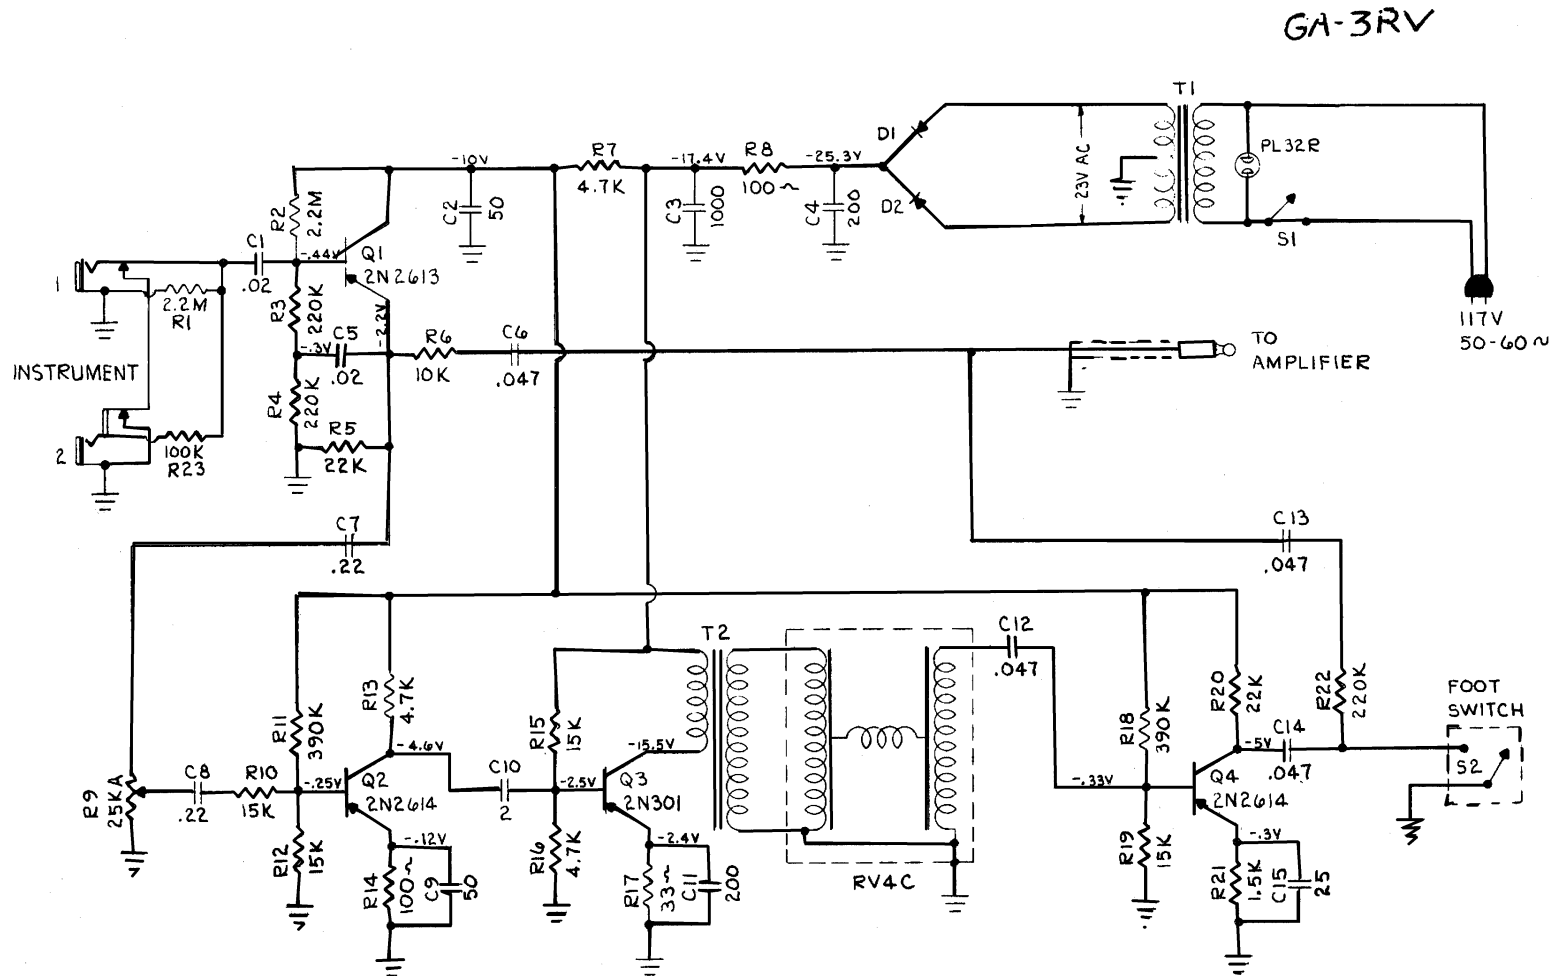 GA-3RV
T1
D1
D2
23V AC
PL32R
S1
117V
50-60~
-10V
R7
4.7K
-17.4V
R8
100~
-25.3V
C2
50
C3
1000
C4
200
R2
2.2M
C1
.02
-.44V
Q1
2N2613
1
2.2M
R1
R3
220K
-2.2V
-.3V
C5
.02
R6
10K
C6
.047
TO
AMPLIFIER
INSTRUMENT
R4
220K
R5
22K
2
100K
R23
C7
.22
C13
.047
T2
C12
.047
R11
390K
R13
4.7K
-4.6V
R15
15K
-15.5V
R18
390K
R20
22K
R22
220K
FOOT
SWITCH
S2
R9
25KA
C8
.22
R10
15K
-.25V
Q2
2N2614
C10
2
-2.5V
Q3
2N301
-.33V
Q4
2N2614
-5V
C14
.047
R12
15K
-.12V
R14
100~
C9
50
R16
4.7K
-2.4V
R17
33~
C11
200
RV4C
R19
15K
-.3V
R21
1.5K
C15
25